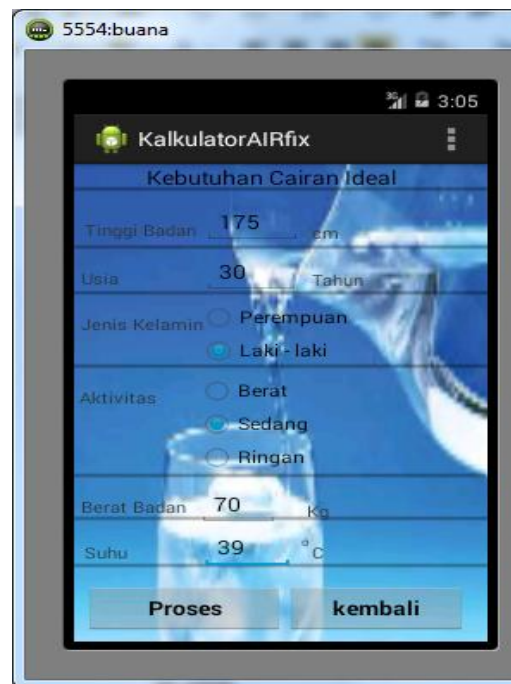 5554:buana
3G 3:05
KalkulatorAIRfix
Kebutuhan Cairan Ideal
Tinggi Badan 175 cm
Usia 30 Tahun
Jenis Kelamin Perempuan
Laki - laki
Aktivitas Berat
Sedang
Ringan
Berat Badan 70 Kg
Suhu 39 °C
Proses kembali